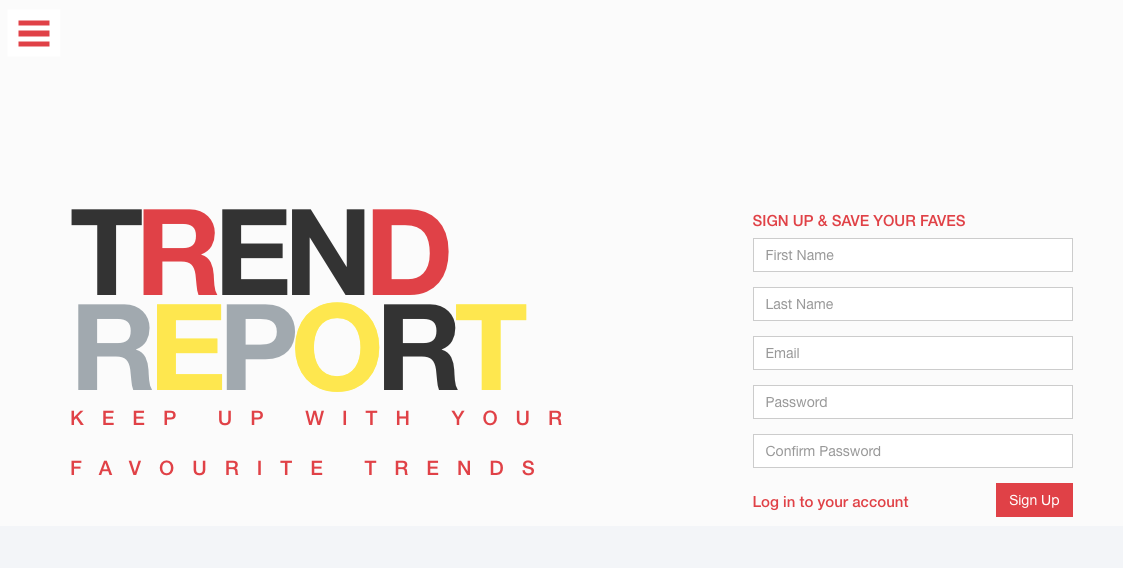 TREND
REPORT
KEEP UP WITH YOUR
FAVOURITE TRENDS
SIGN UP & SAVE YOUR FAVES
First Name
Last Name
Email
Password
Confirm Password
Log in to your account
Sign Up